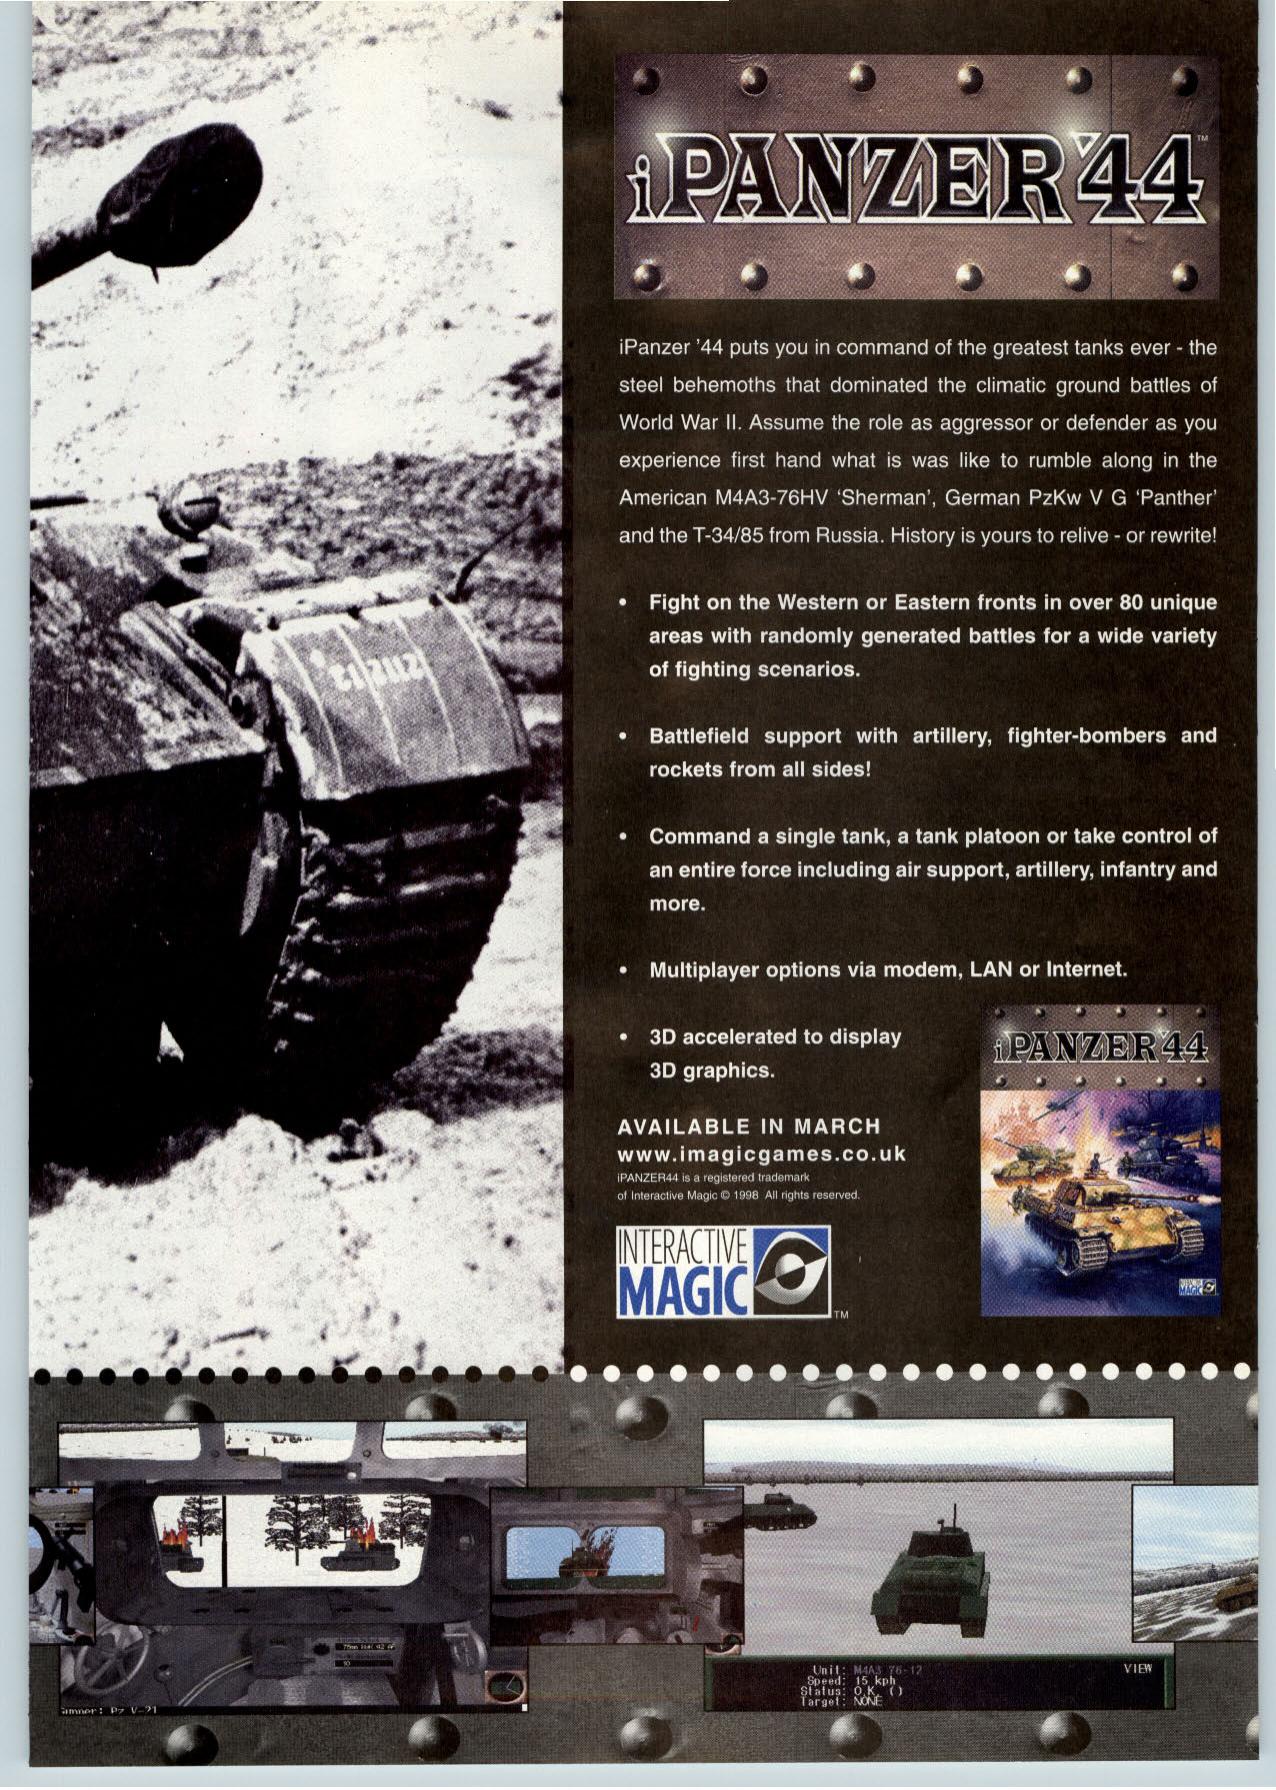 iPANZER'44™
iPanzer '44 puts you in command of the greatest tanks ever - the
steel behemoths that dominated the climatic ground battles of
World War II. Assume the role as aggressor or defender as you
experience first hand what is was like to rumble along in the
American M4A3-76HV 'Sherman', German PzKw V G 'Panther'
and the T-34/85 from Russia. History is yours to relive - or rewrite!
• Fight on the Western or Eastern fronts in over 80 unique
areas with randomly generated battles for a wide variety
of fighting scenarios.
• Battlefield support with artillery, fighter-bombers and
rockets from all sides!
• Command a single tank, a tank platoon or take control of
an entire force including air support, artillery, infantry and
more.
• Multiplayer options via modem, LAN or Internet.
• 3D accelerated to display
3D graphics.
iPANZER'44
AVAILABLE IN MARCH
www.imagicgames.co.uk
iPANZER44 is a registered trademark
of Interactive Magic © 1998 All rights reserved.
INTERACTIVE
MAGIC
TM
MAGIC
Unit: M4A3 76-12
VIEW
Speed: 15 kph
Status: O.K. ()
Target: NONE